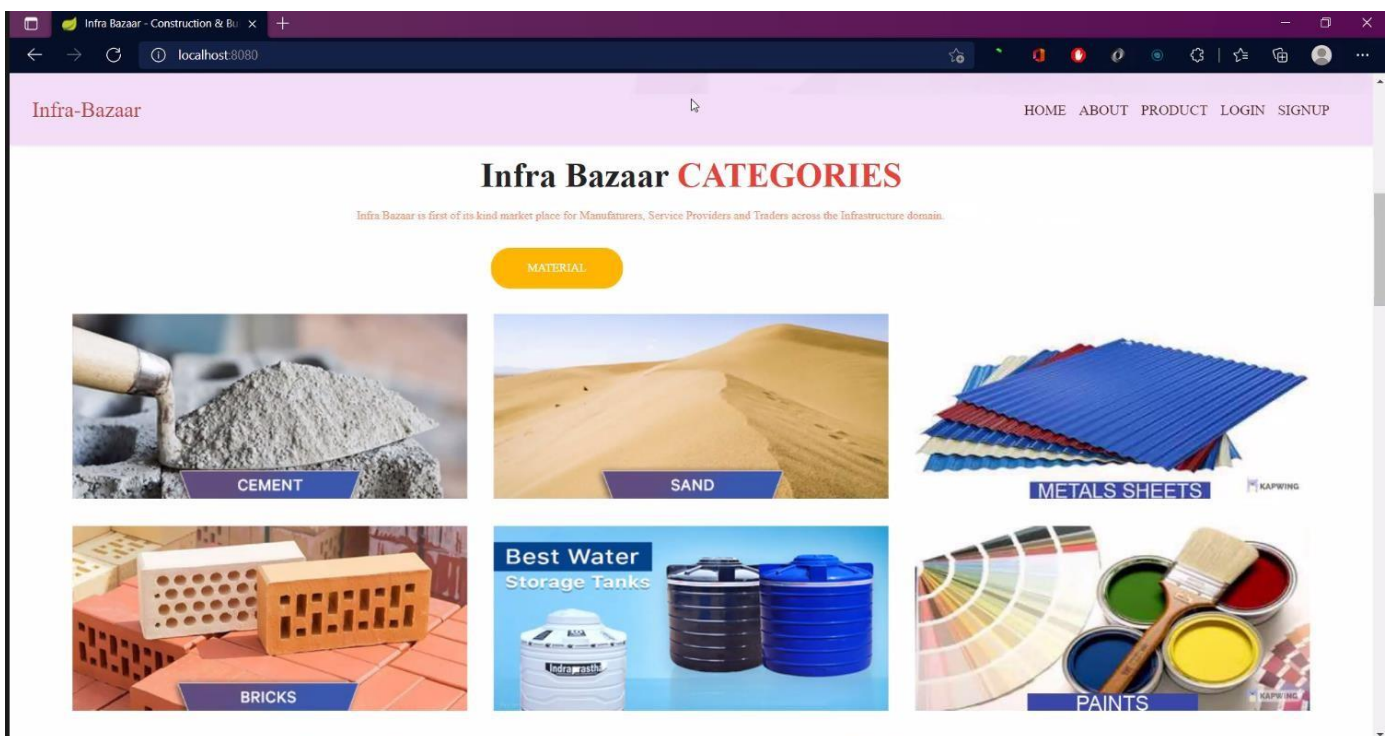 Infra Bazaar - Construction & Bu
localhost:8080
Infra-Bazaar
HOME ABOUT PRODUCT LOGIN SIGNUP
Infra Bazaar CATEGORIES
Infra Bazaar is first of its kind market place for Manufaturers, Service Providers and Traders across the Infrastructure domain.
MATERIAL
CEMENT
SAND
METALS SHEETS
KAPWING
BRICKS
Best Water
Storage Tanks
Indraprastha
PAINTS
KAPWING